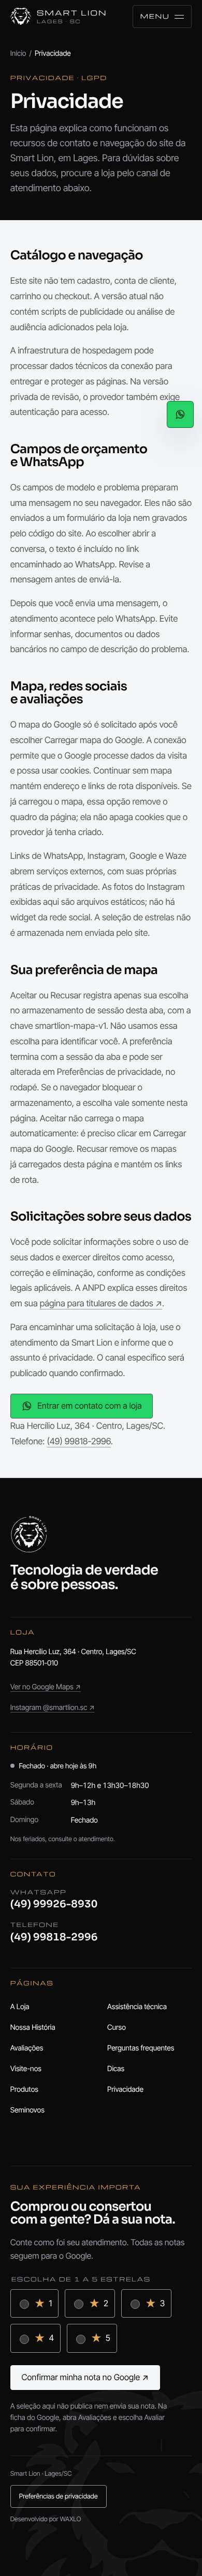 SMART LION
LAGES · SC
MENU
Início / Privacidade
PRIVACIDADE · LGPD
Privacidade
Esta página explica como funcionam os
recursos de contato e navegação do site da
Smart Lion, em Lages. Para dúvidas sobre
seus dados, procure a loja pelo canal de
atendimento abaixo.
Catálogo e navegação
Este site não tem cadastro, conta de cliente,
carrinho ou checkout. A versão atual não
contém scripts de publicidade ou análise de
audiência adicionados pela loja.
A infraestrutura de hospedagem pode
processar dados técnicos da conexão para
entregar e proteger as páginas. Na versão
privada de revisão, o provedor também exige
autenticação para acesso.
Campos de orçamento
e WhatsApp
Os campos de modelo e problema preparam
uma mensagem no seu navegador. Eles não são
enviados a um formulário da loja nem gravados
pelo código do site. Ao escolher abrir a
conversa, o texto é incluído no link
encaminhado ao WhatsApp. Revise a
mensagem antes de enviá-la.
Depois que você envia uma mensagem, o
atendimento acontece pelo WhatsApp. Evite
informar senhas, documentos ou dados
bancários no campo de descrição do problema.
Mapa, redes sociais
e avaliações
O mapa do Google só é solicitado após você
escolher Carregar mapa do Google. A conexão
permite que o Google processe dados da visita
e possa usar cookies. Continuar sem mapa
mantém endereço e links de rota disponíveis. Se
já carregou o mapa, essa opção remove o
quadro da página; ela não apaga cookies que o
provedor já tenha criado.
Links de WhatsApp, Instagram, Google e Waze
abrem serviços externos, com suas próprias
práticas de privacidade. As fotos do Instagram
exibidas aqui são arquivos estáticos; não há
widget da rede social. A seleção de estrelas não
é armazenada nem enviada pelo site.
Sua preferência de mapa
Aceitar ou Recusar registra apenas sua escolha
no armazenamento de sessão desta aba, com a
chave smartlion-mapa-v1. Não usamos essa
escolha para identificar você. A preferência
termina com a sessão da aba e pode ser
alterada em Preferências de privacidade, no
rodapé. Se o navegador bloquear o
armazenamento, a escolha vale somente nesta
página. Aceitar não carrega o mapa
automaticamente: é preciso clicar em Carregar
mapa do Google. Recusar remove os mapas
já carregados desta página e mantém os links
de rota.
Solicitações sobre seus dados
Você pode solicitar informações sobre o uso de
seus dados e exercer direitos como acesso,
correção e eliminação, conforme as condições
legais aplicáveis. A ANPD explica esses direitos
em sua página para titulares de dados ↗.
Para encaminhar uma solicitação à loja, use o
atendimento da Smart Lion e informe que o
assunto é privacidade. O canal específico será
publicado quando confirmado.
Entrar em contato com a loja
Rua Hercílio Luz, 364 · Centro, Lages/SC.
Telefone: (49) 99818-2996.
Tecnologia de verdade
é sobre pessoas.
LOJA
Rua Hercílio Luz, 364 · Centro, Lages/SC
CEP 88501-010
Ver no Google Maps ↗
Instagram @smartlion.sc ↗
HORÁRIO
Fechado · abre hoje às 9h
Segunda a sexta 9h–12h e 13h30–18h30
Sábado 9h–13h
Domingo Fechado
Nos feriados, consulte o atendimento.
CONTATO
WHATSAPP
(49) 99926-8930
TELEFONE
(49) 99818-2996
PÁGINAS
A Loja
Assistência técnica
Nossa História
Curso
Avaliações
Perguntas frequentes
Visite-nos
Dicas
Produtos
Privacidade
Seminovos
SUA EXPERIÊNCIA IMPORTA
Comprou ou consertou
com a gente? Dá a sua nota.
Conte como foi seu atendimento. Todas as notas
seguem para o Google.
ESCOLHA DE 1 A 5 ESTRELAS
★ 1
★ 2
★ 3
★ 4
★ 5
Confirmar minha nota no Google ↗
A seleção aqui não publica nem envia sua nota. Na
ficha do Google, abra Avaliações e escolha Avaliar
para confirmar.
Smart Lion · Lages/SC
Preferências de privacidade
Desenvolvido por WAXLO